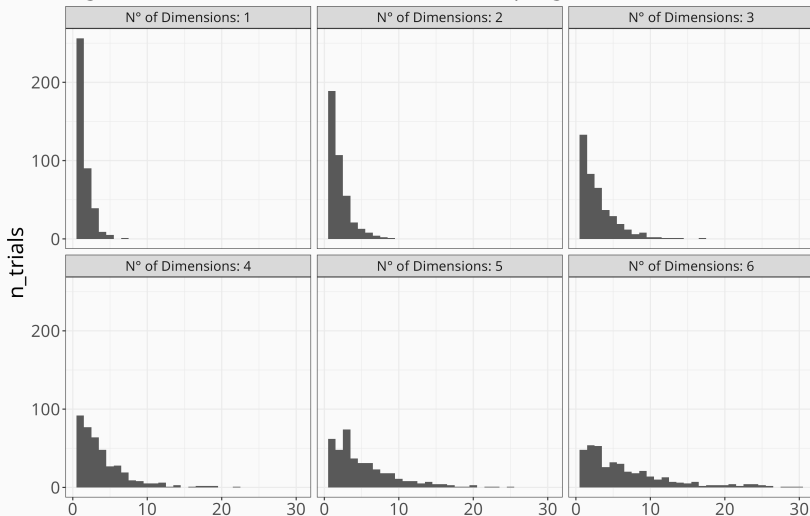 N° of Dimensions: 1
N° of Dimensions: 2
N° of Dimensions: 3
200
100
0
n_trials
N° of Dimensions: 4
N° of Dimensions: 5
N° of Dimensions: 6
200
100
0
0 10 20 30
0 10 20 30
0 10 20 30